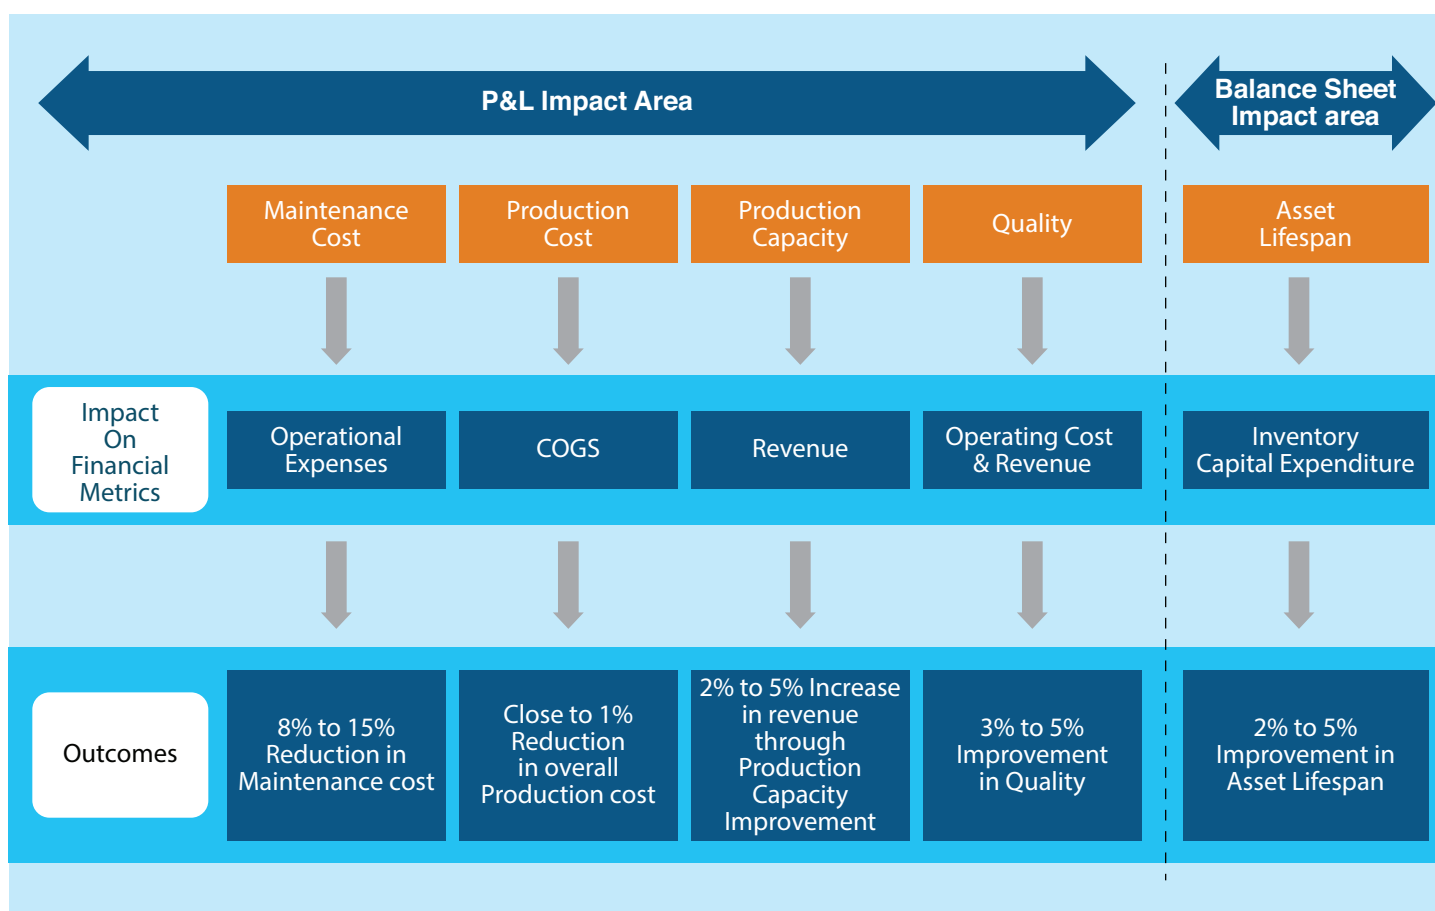 P&L Impact Area
Balance Sheet
Impact area
Maintenance
Cost
Production
Cost
Production
Capacity
Quality
Asset
Lifespan
Impact
On
Financial
Metrics
Operational
Expenses
COGS
Revenue
Operating Cost
& Revenue
Inventory
Capital Expenditure
Outcomes
8% to 15%
Reduction in
Maintenance cost
Close to 1%
Reduction
in overall
Production cost
2% to 5% Increase
in revenue
through
Production
Capacity
Improvement
3% to 5%
Improvement
in Quality
2% to 5%
Improvement in
Asset Lifespan